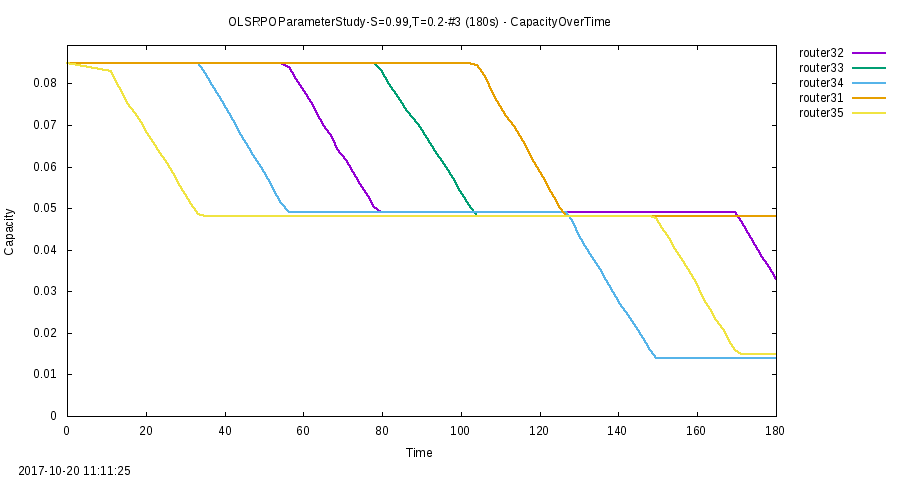 OLSRPOParameterStudy-S=0.99,T=0.2-#3 (180s) - CapacityOverTime
router32
router33
router34
router31
router35
0.08
0.07
0.06
0.05
0.04
0.03
0.02
0.01
0
Capacity
0 20 40 60 80 100 120 140 160 180
Time
2017-10-20 11:11:25